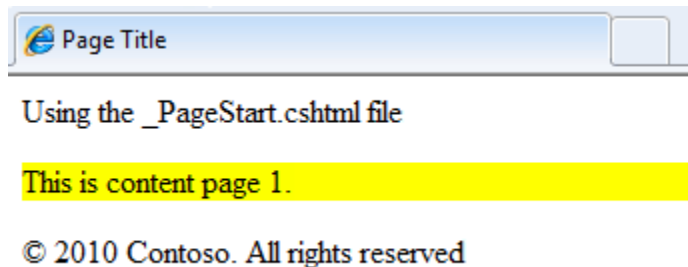 Page Title
Using the _PageStart.cshtml file
This is content page 1.
© 2010 Contoso. All rights reserved